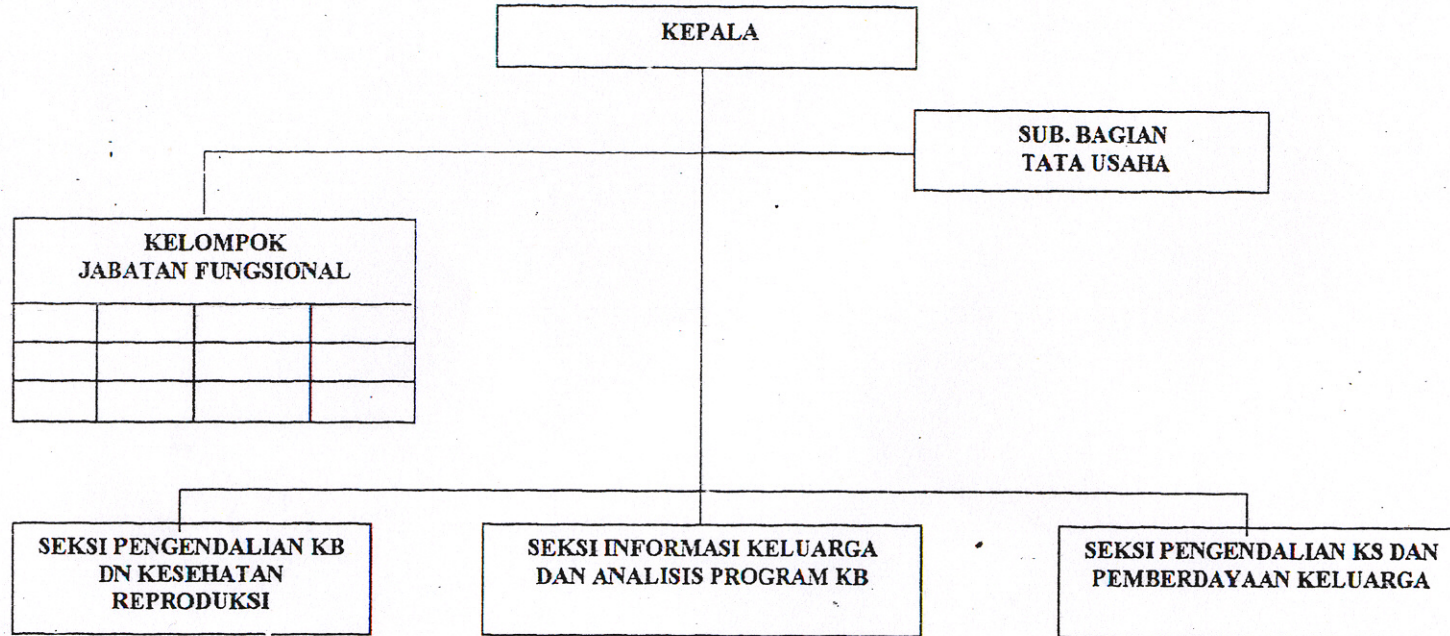 KEPALA
SUB. BAGIAN
TATA USAHA
KELOMPOK
JABATAN FUNGSIONAL
SEKSI PENGENDALIAN KB
DN KESEHATAN
REPRODUKSI
SEKSI INFORMASI KELUARGA
DAN ANALISIS PROGRAM KB
SEKSI PENGENDALIAN KS DAN
PEMBERDAYAAN KELUARGA